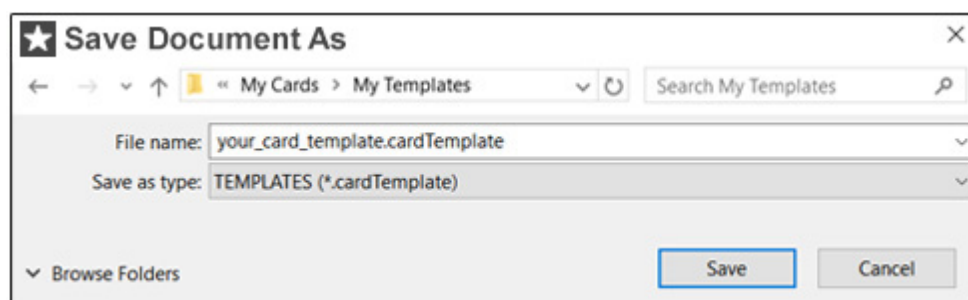 Save Document As
« My Cards > My Templates Search My Templates
File name: your_card_template.cardTemplate
Save as type: TEMPLATES (*.cardTemplate)
Browse Folders Save Cancel